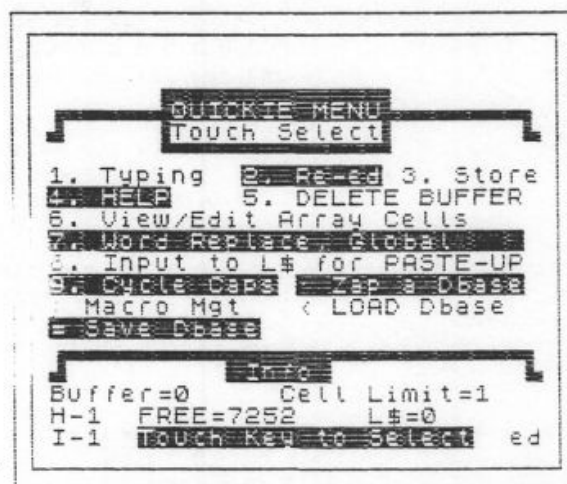 QUICKIE MENU
Touch Select
1. Typing 2. Re-ed 3. Store
4. HELP 5. DELETE BUFFER
6. View/Edit Array Cells
7. Word Replace, Global
8. Input to L$ for PASTE-UP
9. Cycle Caps Zap a Dbase
Macro Mgt < LOAD Dbase
= Save Dbase
Info
Buffer=0 Cell Limit=1
H-1 FREE=7252 L$=0
I-1 Touch Key to Select ed